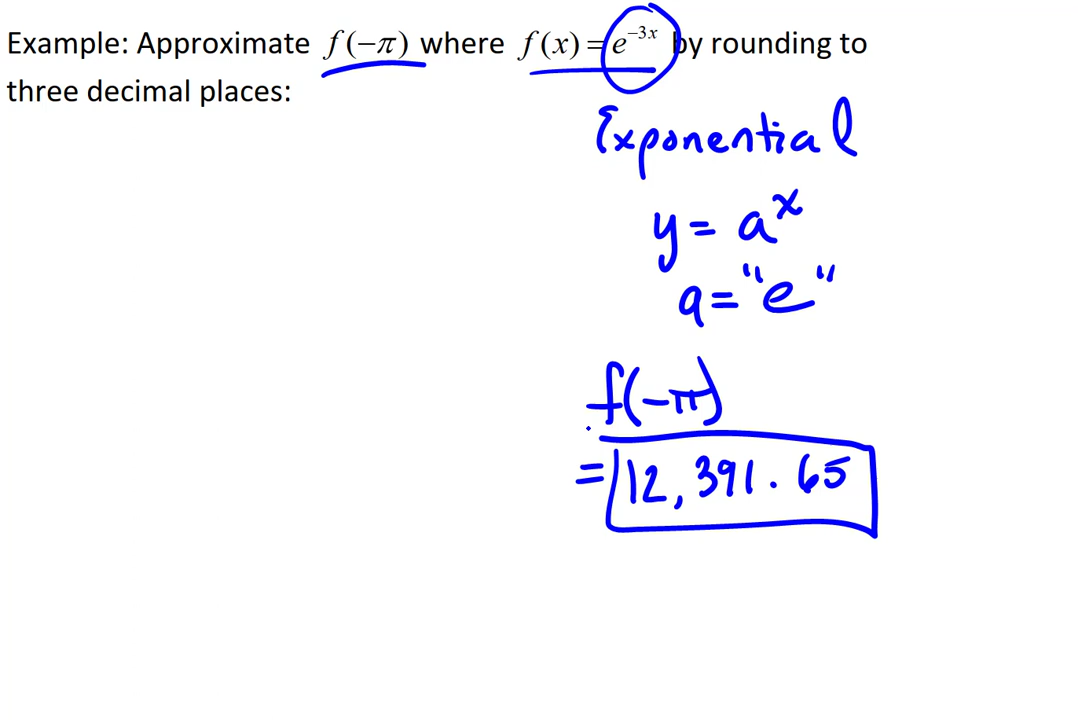 Example: Approximate f(−π) where f(x) = e^{−3x} by rounding to
three decimal places:
Exponential
y = a^x
a = "e"
f(-π)
= 12,391.65